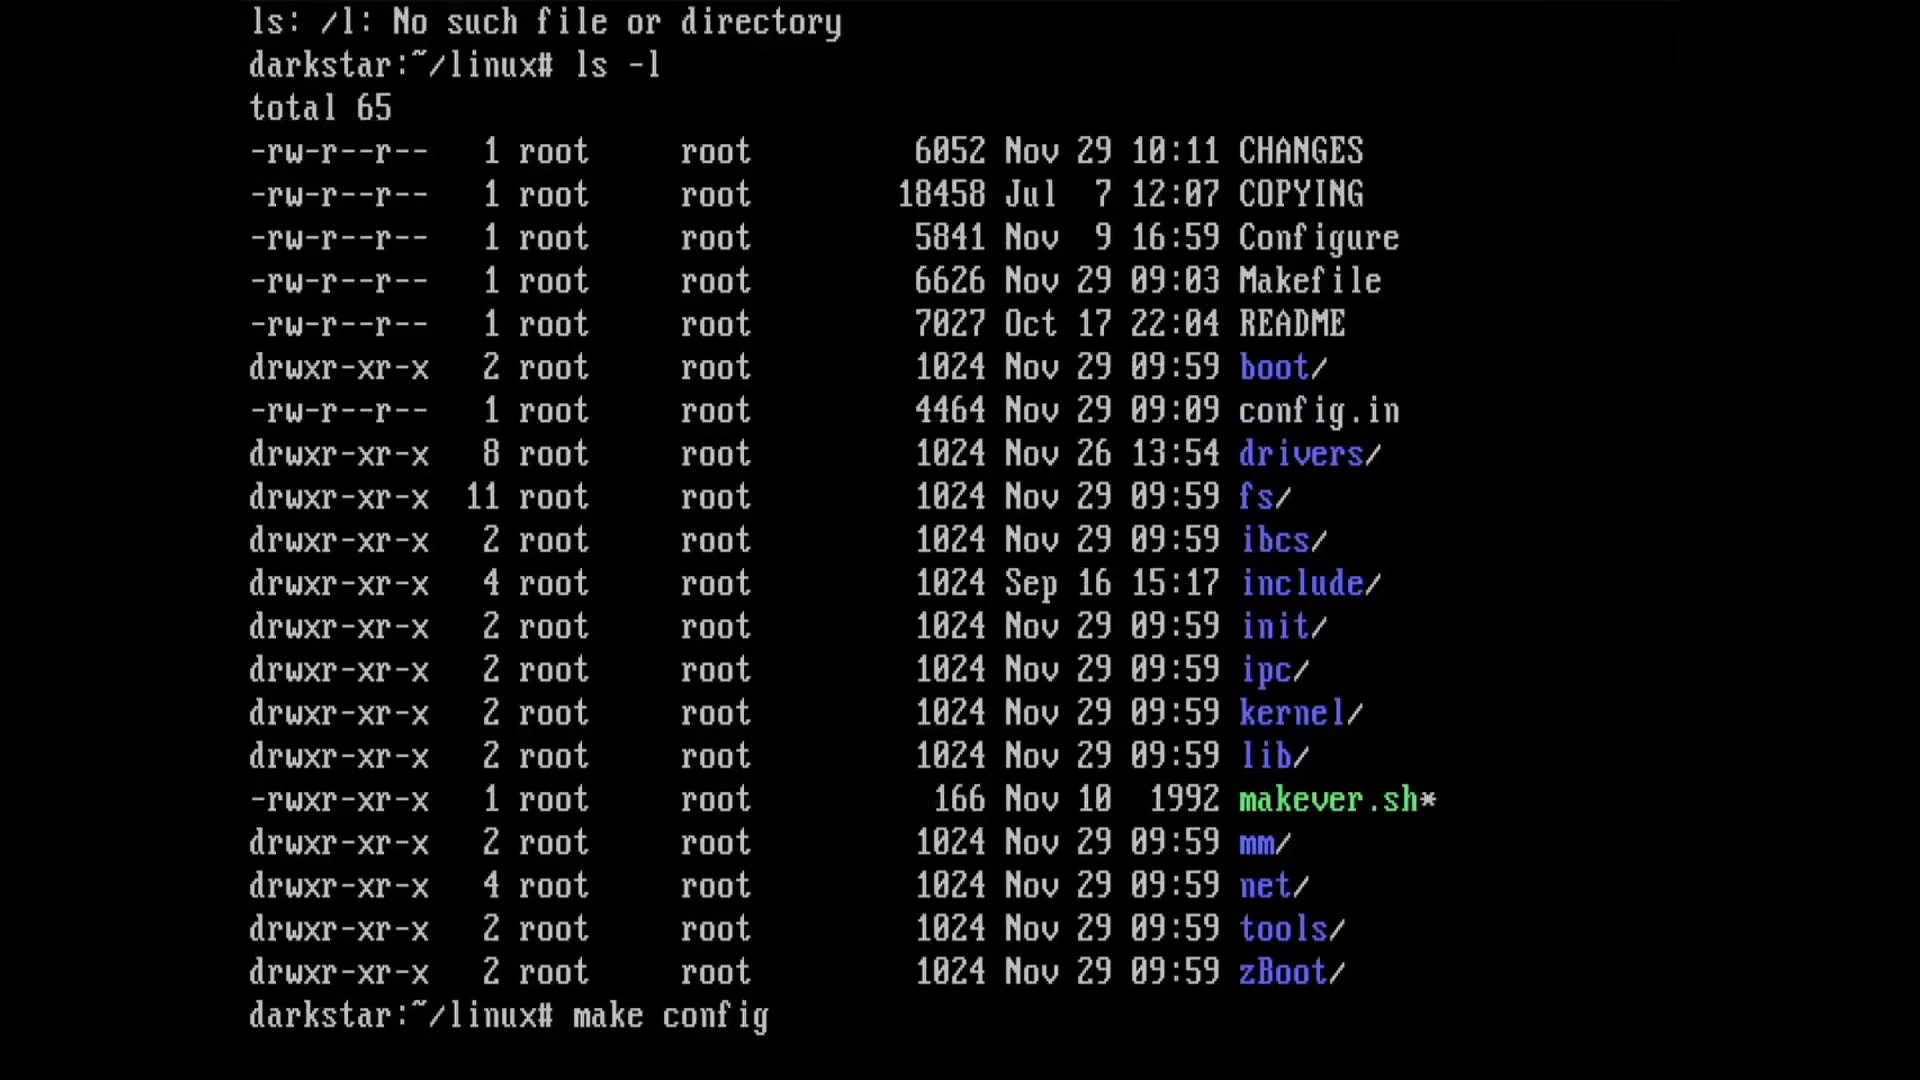 ls: /l: No such file or directory
darkstar:~/linux# ls -l
total 65
-rw-r--r--   1 root     root         6052 Nov 29 10:11 CHANGES
-rw-r--r--   1 root     root        18458 Jul  7 12:07 COPYING
-rw-r--r--   1 root     root         5841 Nov  9 16:59 Configure
-rw-r--r--   1 root     root         6626 Nov 29 09:03 Makefile
-rw-r--r--   1 root     root         7027 Oct 17 22:04 README
drwxr-xr-x   2 root     root         1024 Nov 29 09:59 boot/
-rw-r--r--   1 root     root         4464 Nov 29 09:09 config.in
drwxr-xr-x   8 root     root         1024 Nov 26 13:54 drivers/
drwxr-xr-x  11 root     root         1024 Nov 29 09:59 fs/
drwxr-xr-x   2 root     root         1024 Nov 29 09:59 ibcs/
drwxr-xr-x   4 root     root         1024 Sep 16 15:17 include/
drwxr-xr-x   2 root     root         1024 Nov 29 09:59 init/
drwxr-xr-x   2 root     root         1024 Nov 29 09:59 ipc/
drwxr-xr-x   2 root     root         1024 Nov 29 09:59 kernel/
drwxr-xr-x   2 root     root         1024 Nov 29 09:59 lib/
-rwxr-xr-x   1 root     root          166 Nov 10  1992 makever.sh*
drwxr-xr-x   2 root     root         1024 Nov 29 09:59 mm/
drwxr-xr-x   4 root     root         1024 Nov 29 09:59 net/
drwxr-xr-x   2 root     root         1024 Nov 29 09:59 tools/
drwxr-xr-x   2 root     root         1024 Nov 29 09:59 zBoot/
darkstar:~/linux# make config